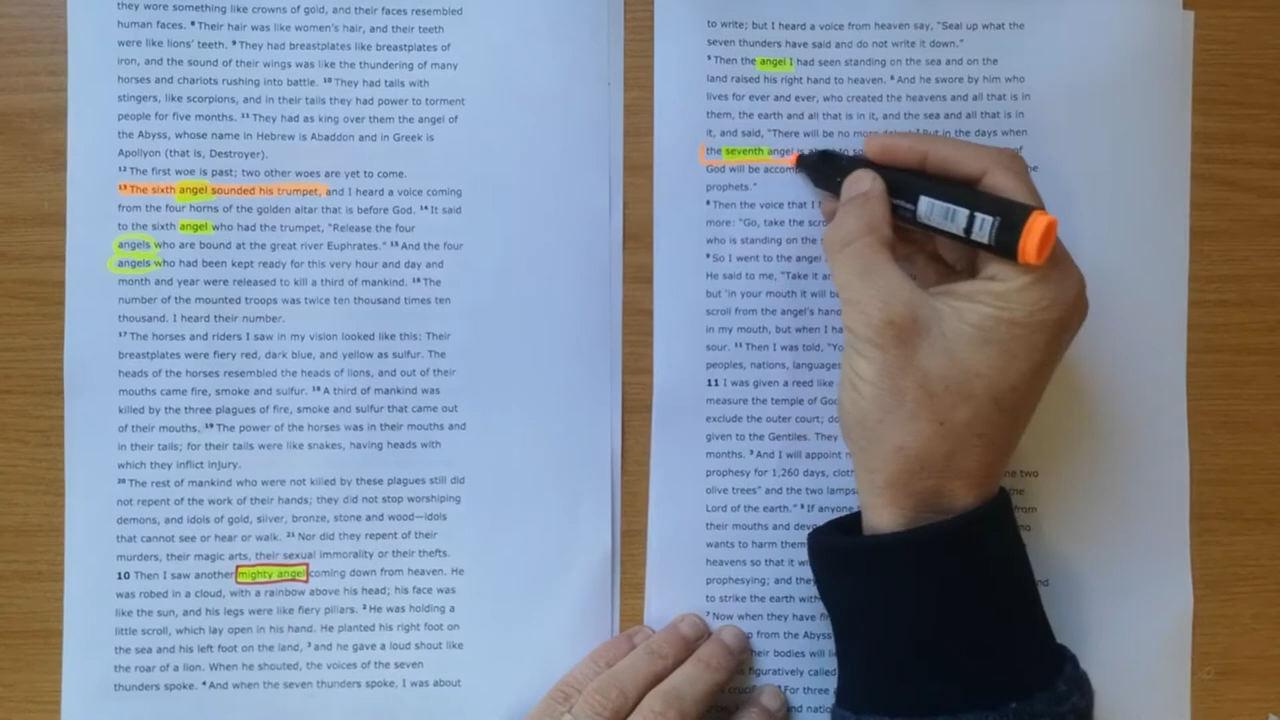 they wore something like crowns of gold, and their faces resembled
human faces. 8 Their hair was like women's hair, and their teeth
were like lions' teeth. 9 They had breastplates like breastplates of
iron, and the sound of their wings was like the thundering of many
horses and chariots rushing into battle. 10 They had tails with
stingers, like scorpions, and in their tails they had power to torment
people for five months. 11 They had as king over them the angel of
the Abyss, whose name in Hebrew is Abaddon and in Greek is
Apollyon (that is, Destroyer).
12 The first woe is past; two other woes are yet to come.
13 The sixth angel sounded his trumpet, and I heard a voice coming
from the four horns of the golden altar that is before God. 14 It said
to the sixth angel who had the trumpet, "Release the four
angels who are bound at the great river Euphrates." 15 And the four
angels who had been kept ready for this very hour and day and
month and year were released to kill a third of mankind. 16 The
number of the mounted troops was twice ten thousand times ten
thousand. I heard their number.
17 The horses and riders I saw in my vision looked like this: Their
breastplates were fiery red, dark blue, and yellow as sulfur. The
heads of the horses resembled the heads of lions, and out of their
mouths came fire, smoke and sulfur. 18 A third of mankind was
killed by the three plagues of fire, smoke and sulfur that came out
of their mouths. 19 The power of the horses was in their mouths and
in their tails; for their tails were like snakes, having heads with
which they inflict injury.
20 The rest of mankind who were not killed by these plagues still did
not repent of the work of their hands; they did not stop worshiping
demons, and idols of gold, silver, bronze, stone and wood—idols
that cannot see or hear or walk. 21 Nor did they repent of their
murders, their magic arts, their sexual immorality or their thefts.
10 Then I saw another mighty angel coming down from heaven. He
was robed in a cloud, with a rainbow above his head; his face was
like the sun, and his legs were like fiery pillars. 2 He was holding a
little scroll, which lay open in his hand. He planted his right foot on
the sea and his left foot on the land, 3 and he gave a loud shout like
the roar of a lion. When he shouted, the voices of the seven
thunders spoke. 4 And when the seven thunders spoke, I was about
to write; but I heard a voice from heaven say, "Seal up what the
seven thunders have said and do not write it down."
5 Then the angel I had seen standing on the sea and on the
land raised his right hand to heaven. 6 And he swore by him who
lives for ever and ever, who created the heavens and all that is in
them, the earth and all that is in it, and the sea and all that is in
it, and said, "There will be no more But in the days when
the seventh angel is to of
God will be
prophets."
8 Then the voice that I
more: "Go, take the
who is standing on the
9 So I went to the angel
He said to me, "Take it
but 'in your mouth it will
scroll from the angel's
in my mouth, but when I
sour. 11 Then I was told,
peoples, nations, languages
11 I was given a reed like
measure the temple of
exclude the outer court;
given to the Gentiles. They
months. 3 And I will appoint
prophesy for 1,260 days, two
olive trees" and the two
Lord of the earth." 5 If anyone from
their mouths and
wants to harm them
heavens so that it
prophesying; and and
to strike the earth with
7 Now when they have
from the Abyss
bodies will
figuratively called
For three
and